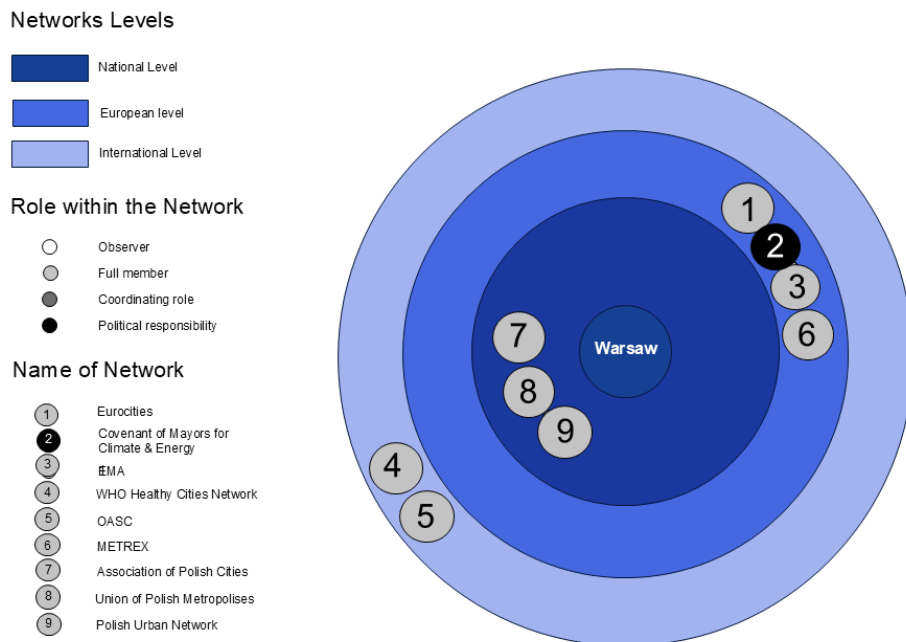 Networks Levels
National Level
European level
International Level
Role within the Network
Observer
Full member
Coordinating role
Political responsibility
Name of Network
1 Eurocities
2 Covenant of Mayors for
Climate & Energy
3
4 WHO Healthy Cities Network
5 OASC
6 METREX
7 Association of Polish Cities
8 Union of Polish Metropolises
9 Polish Urban Network
1
2
3
6
7
Warsaw
8
9
4
5